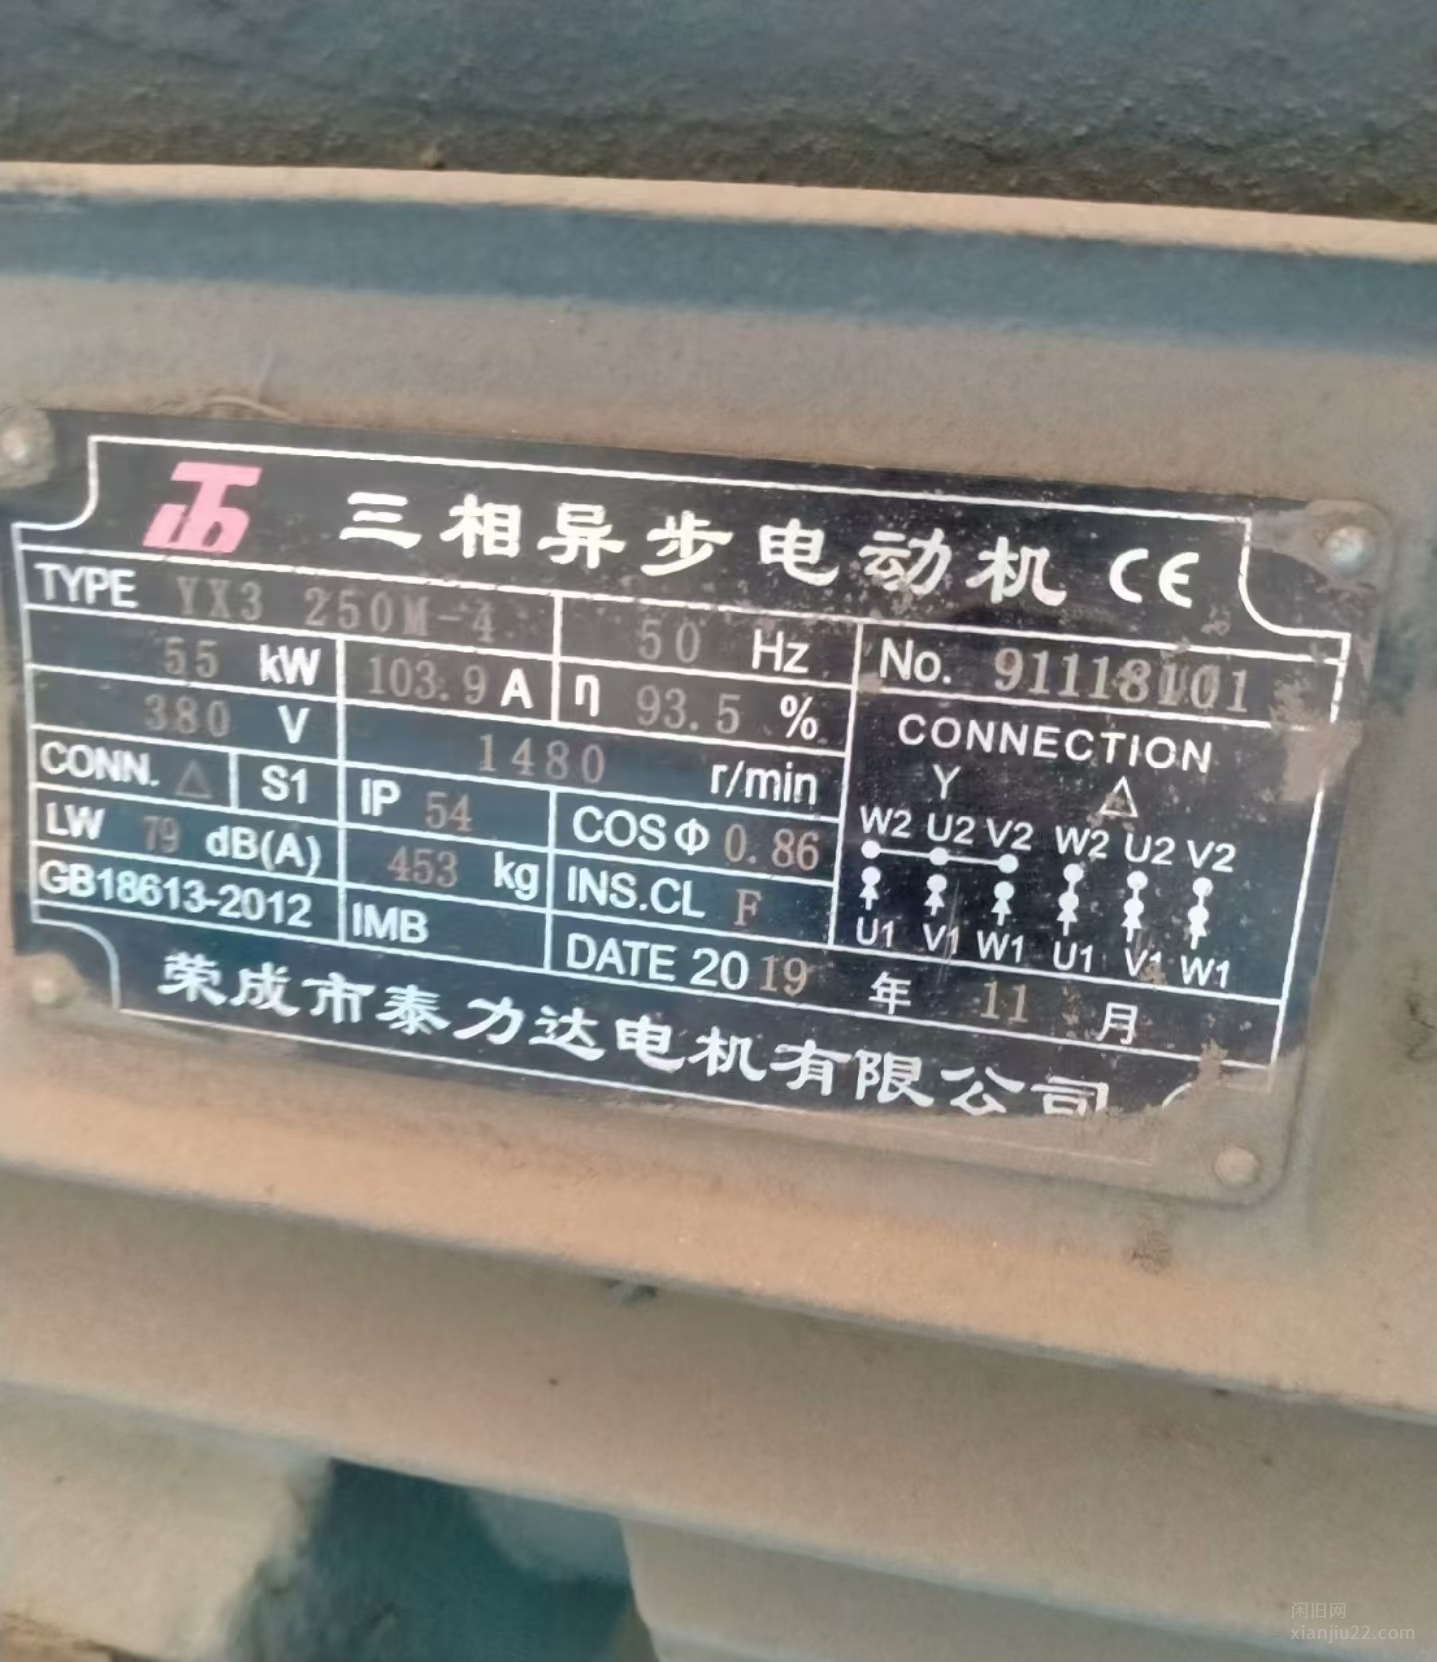 三相异步电动机 CE
TYPE YX3 250M-4 50 Hz No. 91118101
55 kW 103.9 A η 93.5 %
380 V 1480 r/min
CONN. △ S1 IP 54 COSΦ 0.86
LW 79 dB(A) 453 kg INS.CL F
GB18613-2012 IMB DATE 2019 年 11 月
CONNECTION
Y △
W2 U2 V2 W2 U2 V2
U1 V1 W1 U1 V1 W1
荣成市泰力达电机有限公司
闲旧网
xianjiu22.com